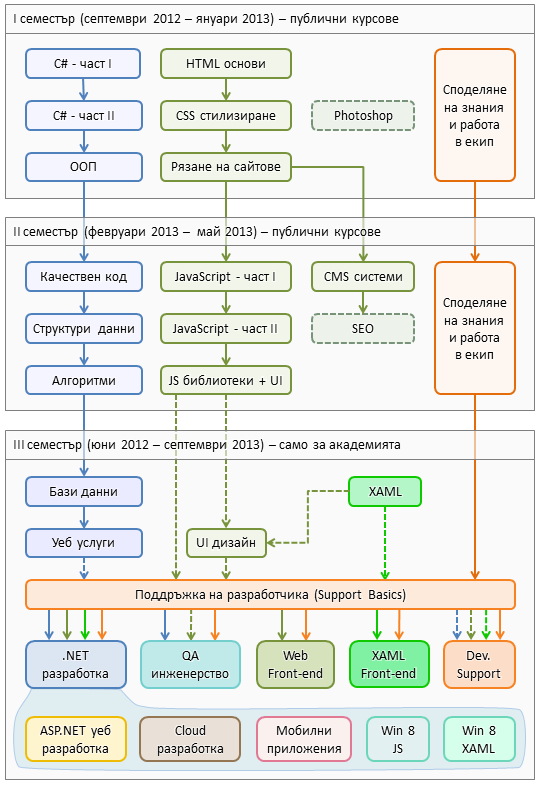 I семестър (септември 2012 – януари 2013) – публични курсове
C# - част I
HTML основи
Споделяне
на знания
и работа
в екип
C# - част II
CSS стилизиране
Photoshop
ООП
Рязане на сайтове
II семестър (февруари 2013 – май 2013) – публични курсове
Качествен код
JavaScript - част I
CMS системи
Споделяне
на знания
и работа
в екип
Структури данни
JavaScript - част II
SEO
Алгоритми
JS библиотеки + UI
III семестър (юни 2012 – септември 2013) – само за академията
Бази данни
XAML
Уеб услуги
UI дизайн
Поддръжка на разработчика (Support Basics)
.NET
разработка
QA
инженерство
Web
Front-end
XAML
Front-end
Dev.
Support
ASP.NET уеб
разработка
Cloud
разработка
Мобилни
приложения
Win 8
JS
Win 8
XAML